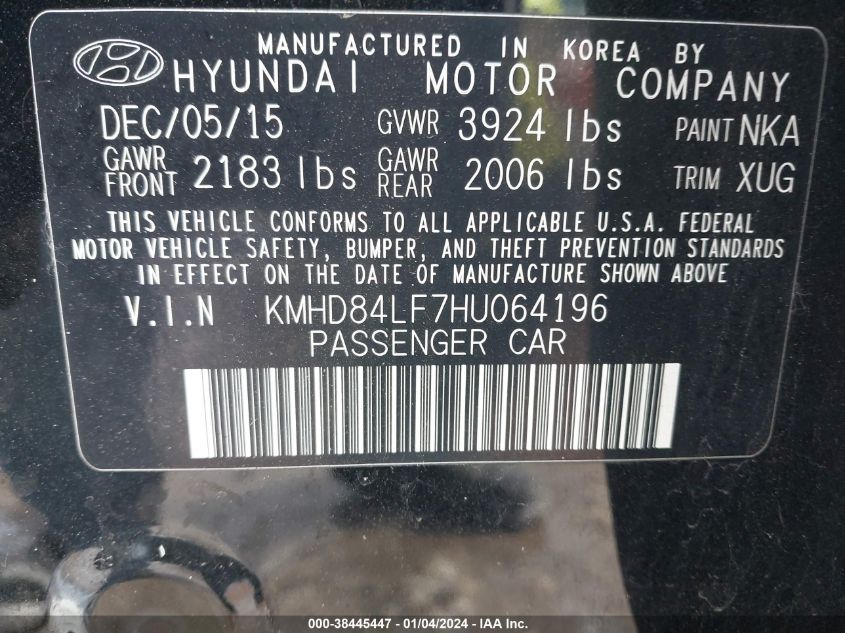 MANUFACTURED IN KOREA BY
HYUNDAI MOTOR COMPANY
DEC/05/15 GVWR 3924 lbs PAINT NKA
GAWR FRONT 2183 lbs GAWR REAR 2006 lbs TRIM XUG
THIS VEHICLE CONFORMS TO ALL APPLICABLE U.S.A. FEDERAL
MOTOR VEHICLE SAFETY, BUMPER, AND THEFT PREVENTION STANDARDS
IN EFFECT ON THE DATE OF MANUFACTURE SHOWN ABOVE
V.I.N KMHD84LF7HU064196
PASSENGER CAR
000-38445447 - 01/04/2024 - IAA Inc.